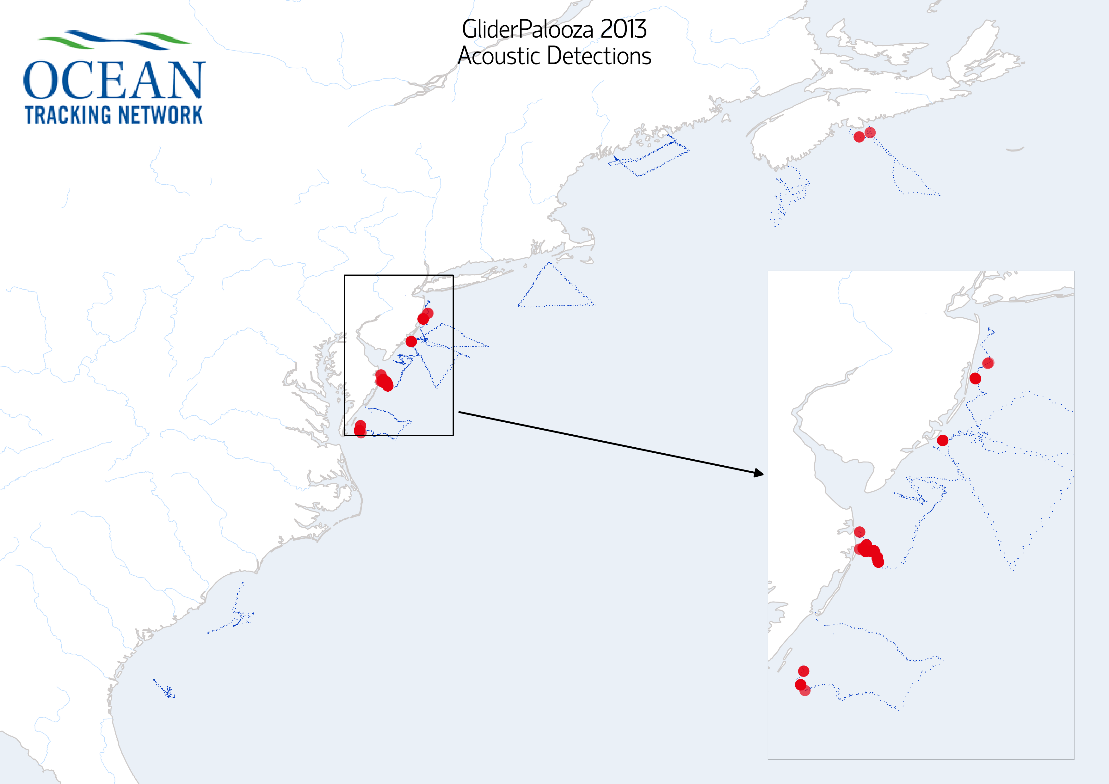 GliderPalooza 2013
Acoustic Detections
OCEAN
TRACKING NETWORK